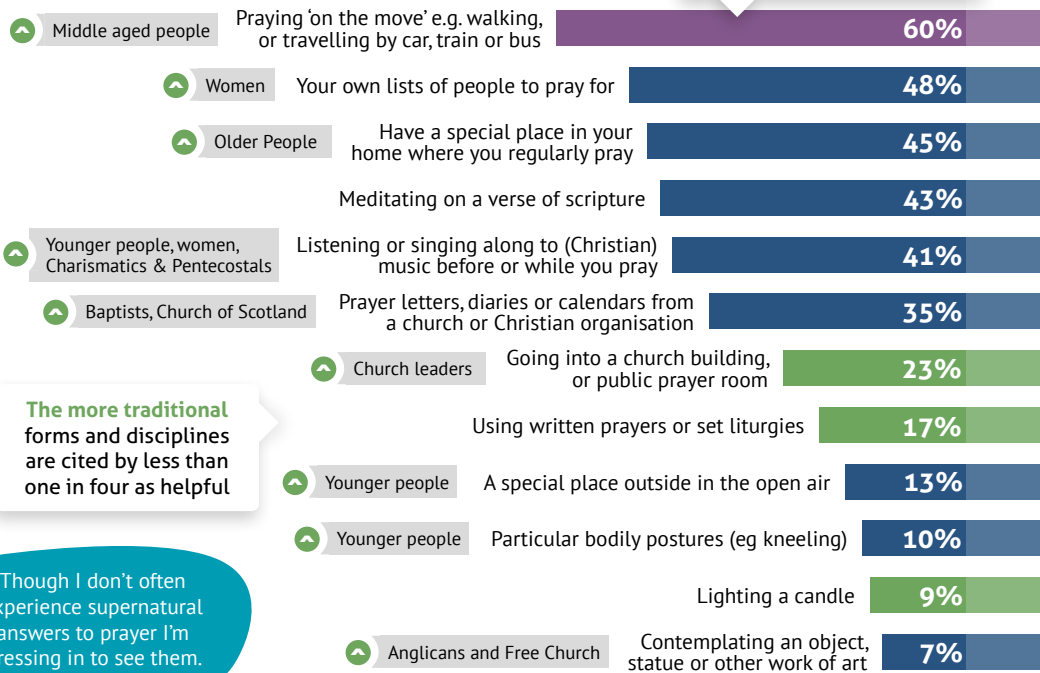 Middle aged people
Praying ‘on the move’ e.g. walking,
or travelling by car, train or bus
60%
Women
Your own lists of people to pray for
48%
Older People
Have a special place in your
home where you regularly pray
45%
Meditating on a verse of scripture
43%
Younger people, women,
Charismatics & Pentecostals
Listening or singing along to (Christian)
music before or while you pray
41%
Baptists, Church of Scotland
Prayer letters, diaries or calendars from
a church or Christian organisation
35%
Church leaders
Going into a church building,
or public prayer room
23%
The more traditional
forms and disciplines
are cited by less than
one in four as helpful
Using written prayers or set liturgies
17%
Younger people
A special place outside in the open air
13%
Younger people
Particular bodily postures (eg kneeling)
10%
Though I don’t often
xperience supernatural
answers to prayer I’m
ressing in to see them.
Lighting a candle
9%
Anglicans and Free Church
Contemplating an object,
statue or other work of art
7%